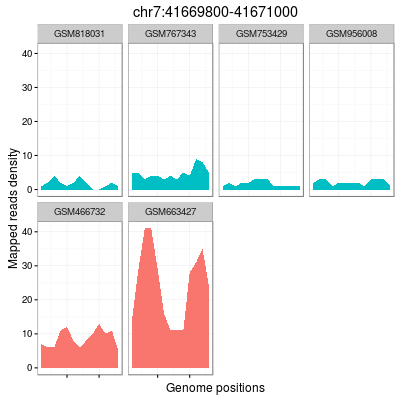 chr7:41669800-41671000
GSM818031 GSM767343 GSM753429 GSM956008
40
30
20
10
0
GSM466732 GSM663427
40
30
20
10
0
Mapped reads density
Genome positions